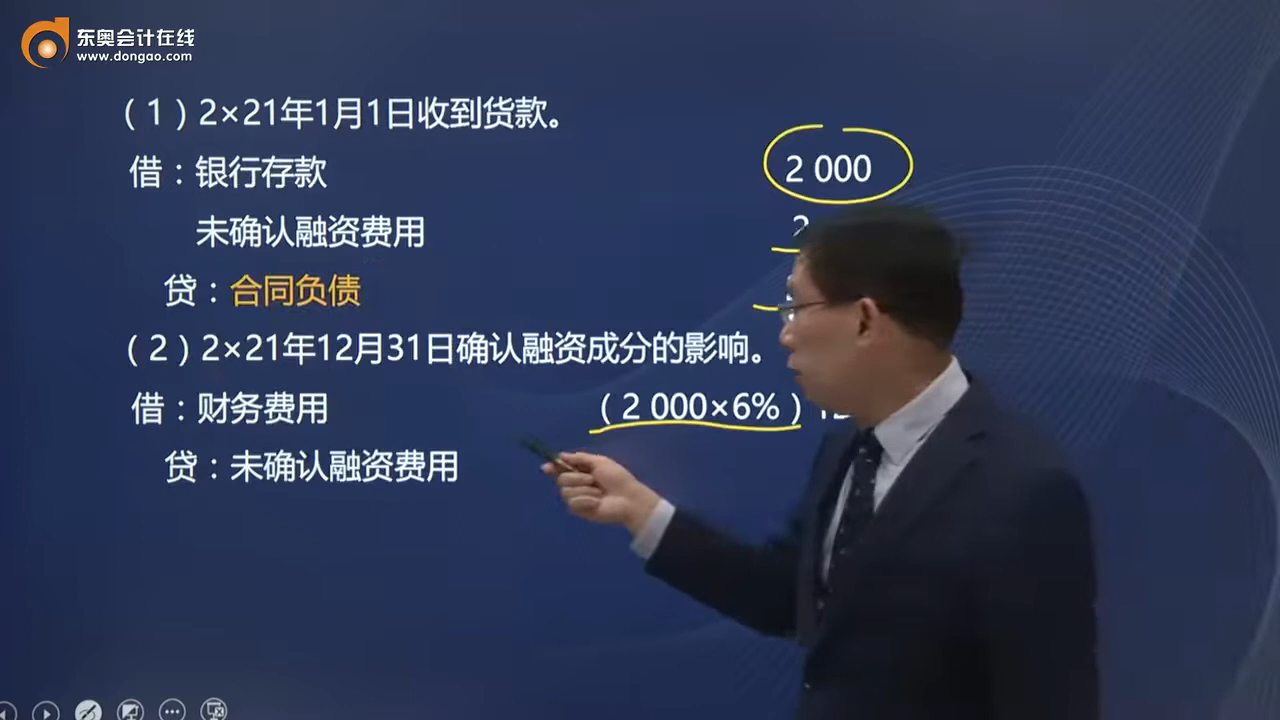 东奥会计在线
www.dongao.com
（1）2×21年1月1日收到货款。
借：银行存款 2 000
未确认融资费用
贷：合同负债
（2）2×21年12月31日确认融资成分的影响。
借：财务费用 （2 000×6%）
贷：未确认融资费用